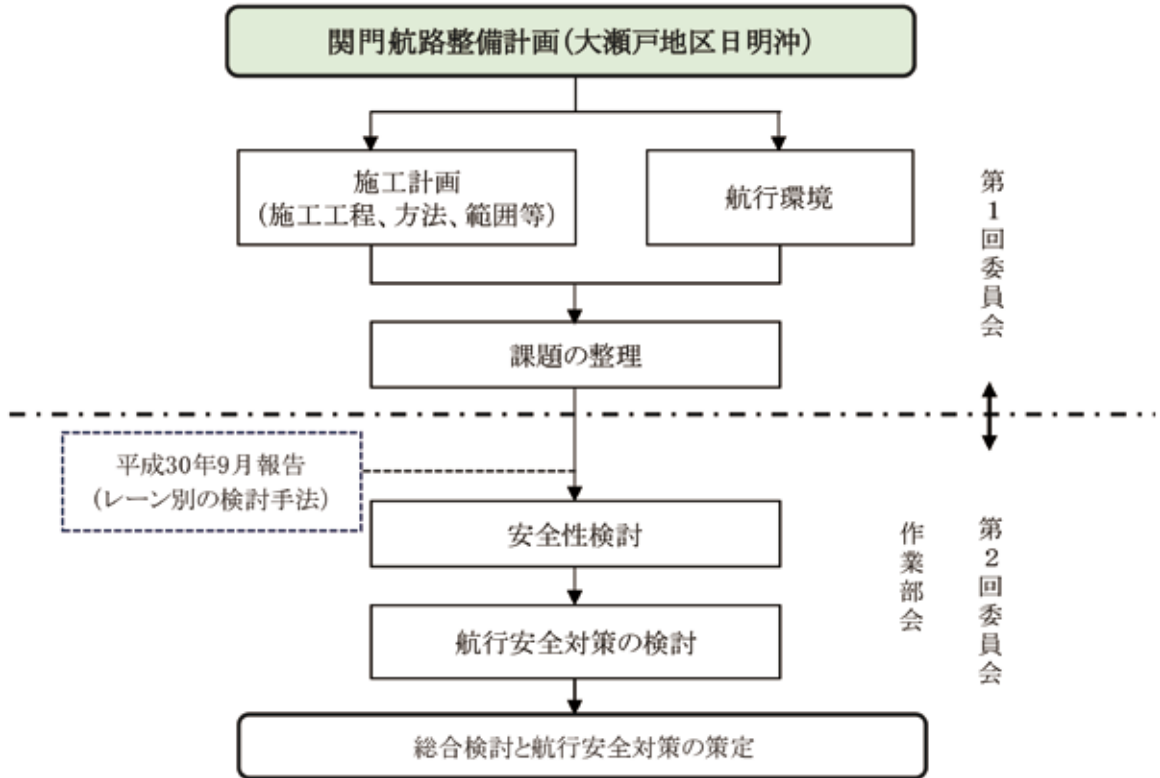 関門航路整備計画(大瀬戸地区日明沖)
施工計画
(施工工程、方法、範囲等)
航行環境
第1回委員会
課題の整理
平成30年9月報告
(レーン別の検討手法)
安全性検討
作業部会
第2回委員会
航行安全対策の検討
総合検討と航行安全対策の策定